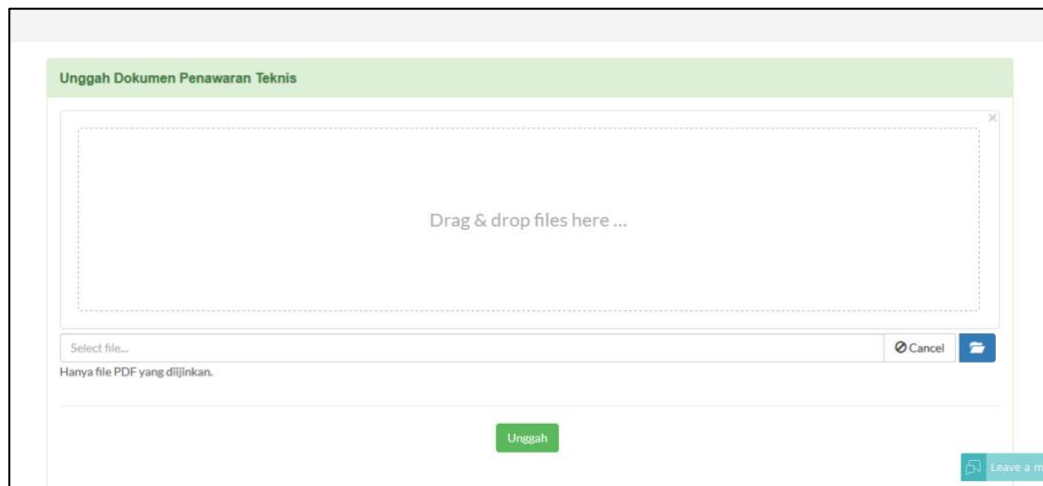 Unggah Dokumen Penawaran Teknis
×
Drag & drop files here ...
Select file...
Cancel
Hanya file PDF yang diijinkan.
Unggah
Leave a m